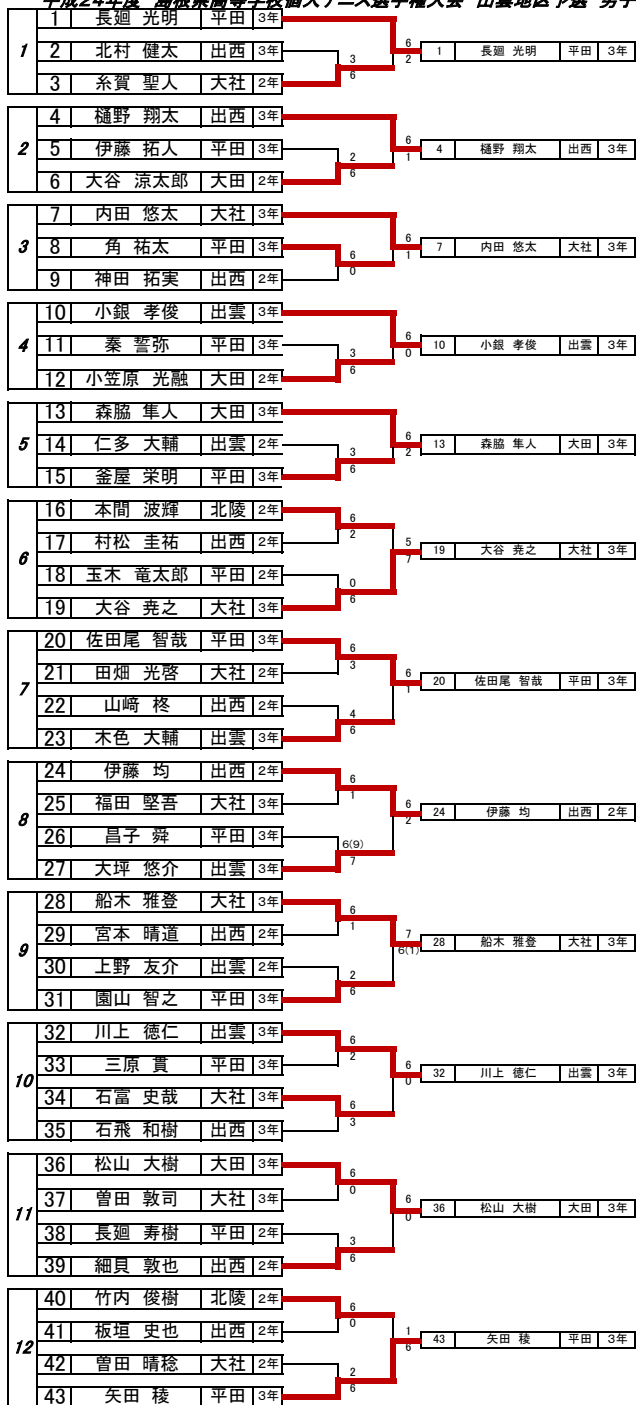 平成24年度 島根県高等学校個人テニス選手権大会 出雲地区予選 男子
1
1 長廻 光明 平田 3年
2 北村 健太 出西 3年
3 糸賀 聖人 大社 2年
3
6
6
2
1 長廻 光明 平田 3年
2
4 樋野 翔太 出西 3年
5 伊藤 拓人 平田 3年
6 大谷 涼太郎 大田 2年
2
6
6
1
4 樋野 翔太 出西 3年
3
7 内田 悠太 大社 3年
8 角 祐太 平田 3年
9 神田 拓実 出西 2年
6
0
6
1
7 内田 悠太 大社 3年
4
10 小銀 孝俊 出雲 3年
11 秦 誓弥 平田 3年
12 小笠原 光融 大田 2年
3
6
6
0
10 小銀 孝俊 出雲 3年
5
13 森脇 隼人 大田 3年
14 仁多 大輔 出雲 2年
15 釜屋 栄明 平田 3年
3
6
6
2
13 森脇 隼人 大田 3年
6
16 本間 波輝 北陵 2年
17 村松 圭祐 出西 2年
18 玉木 竜太郎 平田 2年
19 大谷 尭之 大社 3年
6
2
0
6
5
7
19 大谷 尭之 大社 3年
7
20 佐田尾 智哉 平田 3年
21 田畑 光啓 大社 2年
22 山﨑 柊 出西 2年
23 木色 大輔 出雲 3年
6
3
4
6
6
1
20 佐田尾 智哉 平田 3年
8
24 伊藤 均 出西 2年
25 福田 堅吾 大社 3年
26 昌子 舜 平田 3年
27 大坪 悠介 出雲 3年
6
1
6(9)
7
6
2
24 伊藤 均 出西 2年
9
28 船木 雅登 大社 3年
29 宮本 晴道 出西 2年
30 上野 友介 出雲 2年
31 園山 智之 平田 3年
6
1
2
6
7
6(1)
28 船木 雅登 大社 3年
10
32 川上 徳仁 出雲 3年
33 三原 貫 平田 3年
34 石富 史哉 大社 3年
35 石飛 和樹 出西 3年
6
2
6
3
6
0
32 川上 徳仁 出雲 3年
11
36 松山 大樹 大田 3年
37 曽田 敦司 大社 3年
38 長廻 寿樹 平田 2年
39 細貝 敦也 出西 2年
6
0
3
6
6
0
36 松山 大樹 大田 3年
12
40 竹内 俊樹 北陵 2年
41 板垣 史也 出西 2年
42 曽田 晴稔 大社 2年
43 矢田 稜 平田 3年
6
0
2
6
1
6
43 矢田 稜 平田 3年